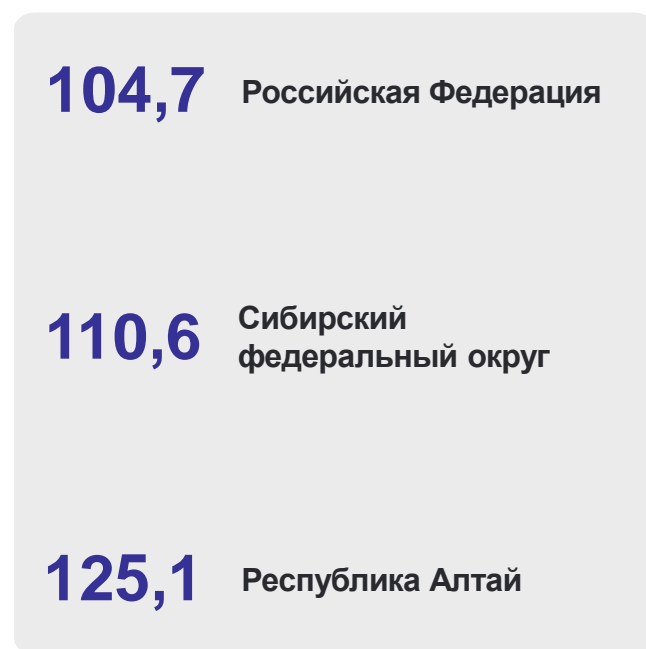 104,7 Российская Федерация
110,6 Сибирский
федеральный округ
125,1 Республика Алтай